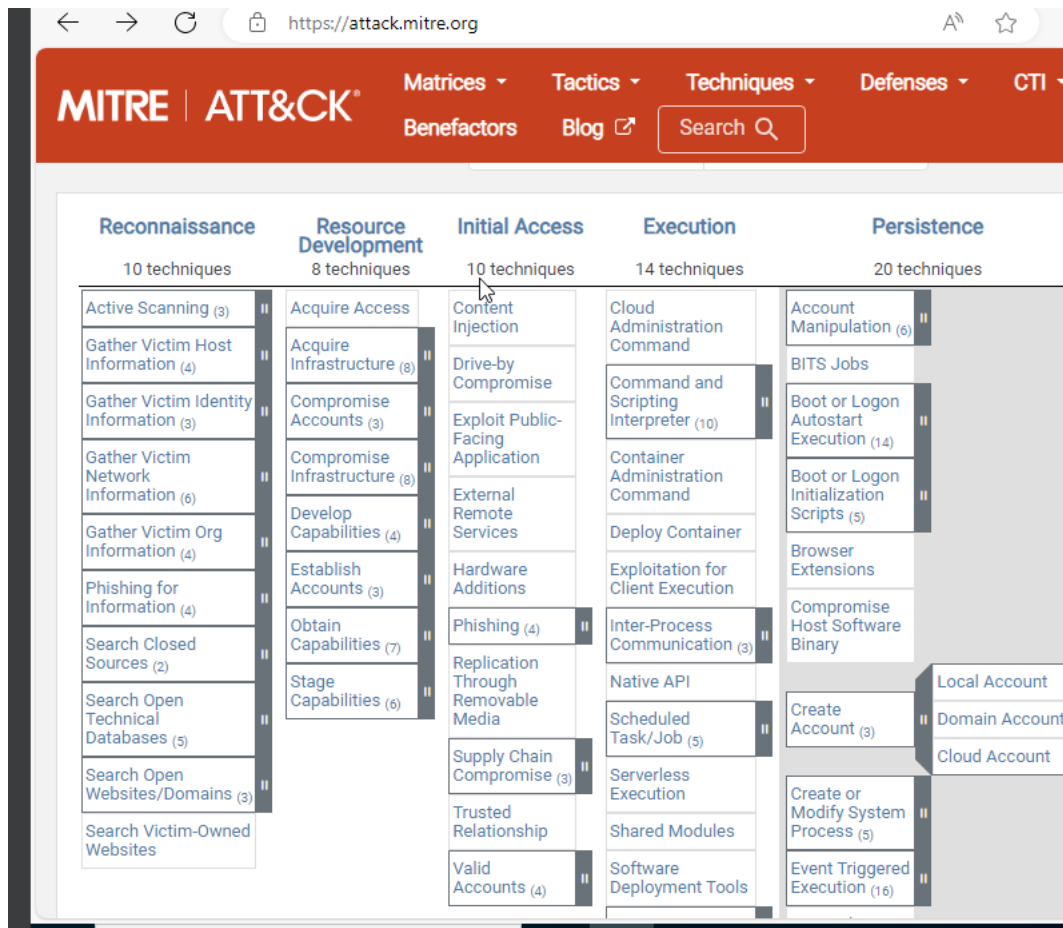 https://attack.mitre.org
MITRE | ATT&CK®
Matrices
Tactics
Techniques
Defenses
CTI
Benefactors
Blog
Search
Reconnaissance
10 techniques
Active Scanning (3)
Gather Victim Host
Information (4)
Gather Victim Identity
Information (3)
Gather Victim
Network
Information (6)
Gather Victim Org
Information (4)
Phishing for
Information (4)
Search Closed
Sources (2)
Search Open
Technical
Databases (5)
Search Open
Websites/Domains (3)
Search Victim-Owned
Websites
Resource
Development
8 techniques
Acquire Access
Acquire
Infrastructure (8)
Compromise
Accounts (3)
Compromise
Infrastructure (8)
Develop
Capabilities (4)
Establish
Accounts (3)
Obtain
Capabilities (7)
Stage
Capabilities (6)
Initial Access
10 techniques
Content
Injection
Drive-by
Compromise
Exploit Public-
Facing
Application
External
Remote
Services
Hardware
Additions
Phishing (4)
Replication
Through
Removable
Media
Supply Chain
Compromise (3)
Trusted
Relationship
Valid
Accounts (4)
Execution
14 techniques
Cloud
Administration
Command
Command and
Scripting
Interpreter (10)
Container
Administration
Command
Deploy Container
Exploitation for
Client Execution
Inter-Process
Communication (3)
Native API
Scheduled
Task/Job (5)
Serverless
Execution
Shared Modules
Software
Deployment Tools
Persistence
20 techniques
Account
Manipulation (6)
BITS Jobs
Boot or Logon
Autostart
Execution (14)
Boot or Logon
Initialization
Scripts (5)
Browser
Extensions
Compromise
Host Software
Binary
Create
Account (3)
Local Account
Domain Account
Cloud Account
Create or
Modify System
Process (5)
Event Triggered
Execution (16)